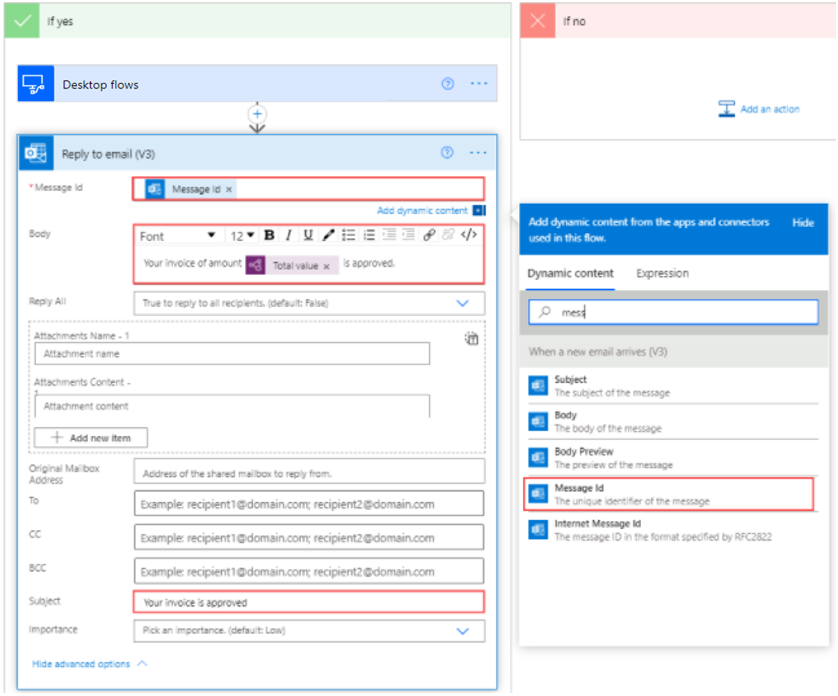 If yes
Desktop flows
Reply to email (V3)
* Message Id
Message Id ×
Add dynamic content
Body
Font
12
B I U </>
Your invoice of amount Total value × is approved.
Reply All
True to reply to all recipients. (default: False)
Attachments Name - 1
Attachment name
Attachments Content -
1
Attachment content
Add new item
Original Mailbox
Address
Address of the shared mailbox to reply from.
To
Example: recipient1@domain.com; recipient2@domain.com
CC
Example: recipient1@domain.com; recipient2@domain.com
BCC
Example: recipient1@domain.com; recipient2@domain.com
Subject
Your invoice is approved
Importance
Pick an importance. (default: Low)
Hide advanced options
If no
Add an action
Add dynamic content from the apps and connectors
used in this flow.
Hide
Dynamic content
Expression
mess
When a new email arrives (V3)
Subject
The subject of the message
Body
The body of the message
Body Preview
The preview of the message
Message Id
The unique identifier of the message
Internet Message Id
The message ID in the format specified by RFC2822